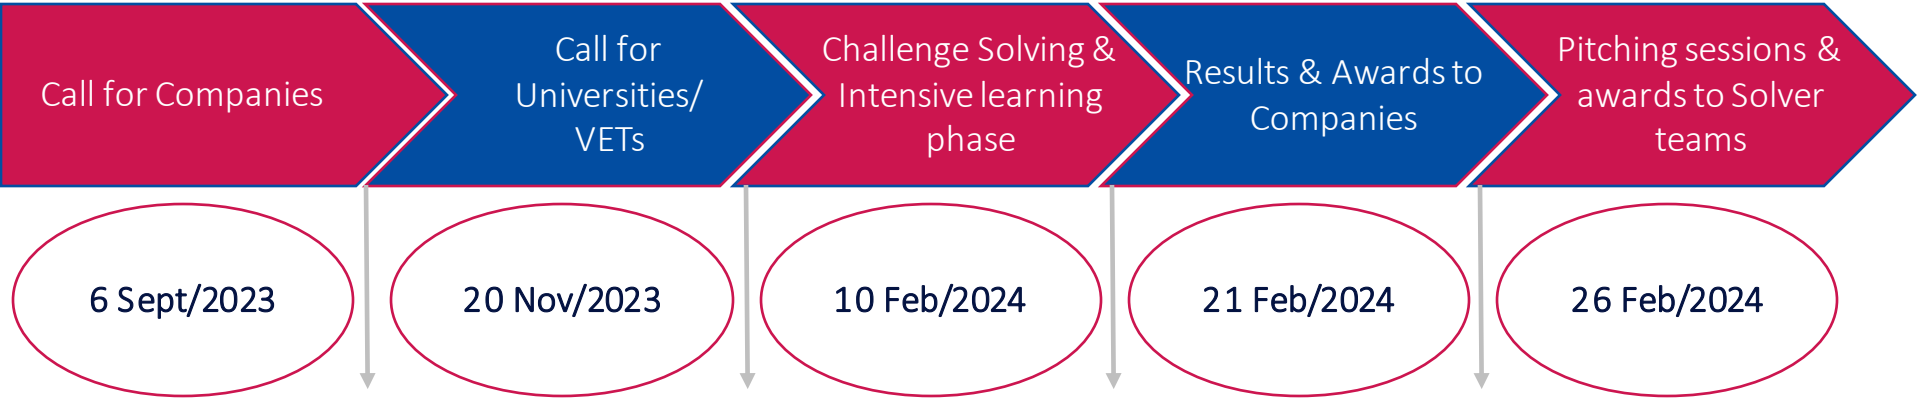 Call for Companies
Call for
Universities/
VETs
Challenge Solving &
Intensive learning
phase
Results & Awards to
Companies
Pitching sessions &
awards to Solver
teams
6 Sept/2023
20 Nov/2023
10 Feb/2024
21 Feb/2024
26 Feb/2024